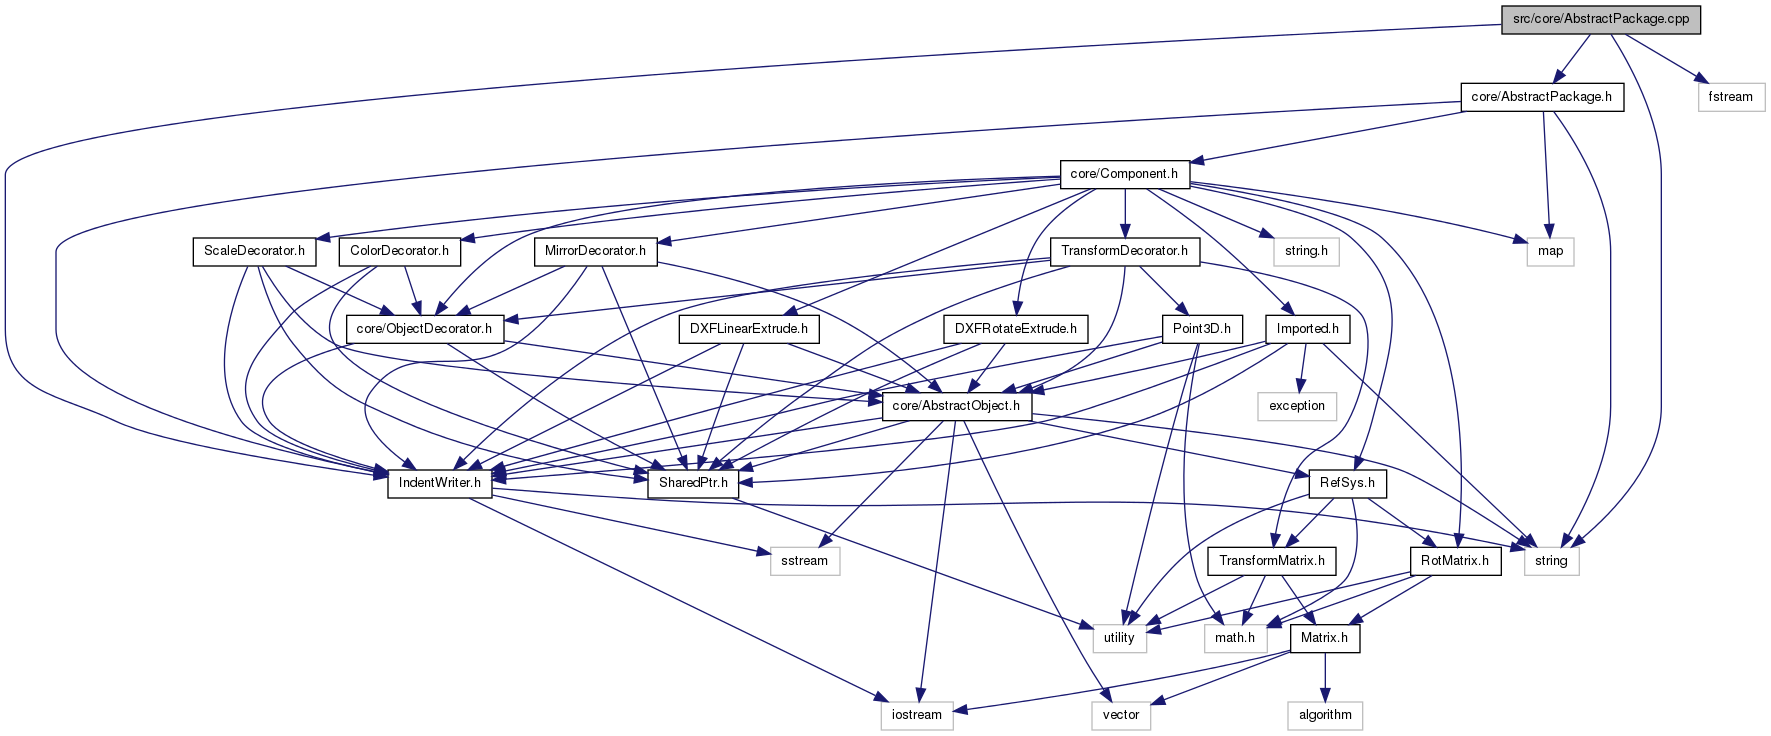 src/core/AbstractPackage.cpp
core/AbstractPackage.h
fstream
core/Component.h
ScaleDecorator.h
ColorDecorator.h
MirrorDecorator.h
TransformDecorator.h
string.h
map
core/ObjectDecorator.h
DXFLinearExtrude.h
DXFRotateExtrude.h
Point3D.h
Imported.h
core/AbstractObject.h
exception
IndentWriter.h
SharedPtr.h
RefSys.h
sstream
TransformMatrix.h
RotMatrix.h
string
utility
math.h
Matrix.h
iostream
vector
algorithm